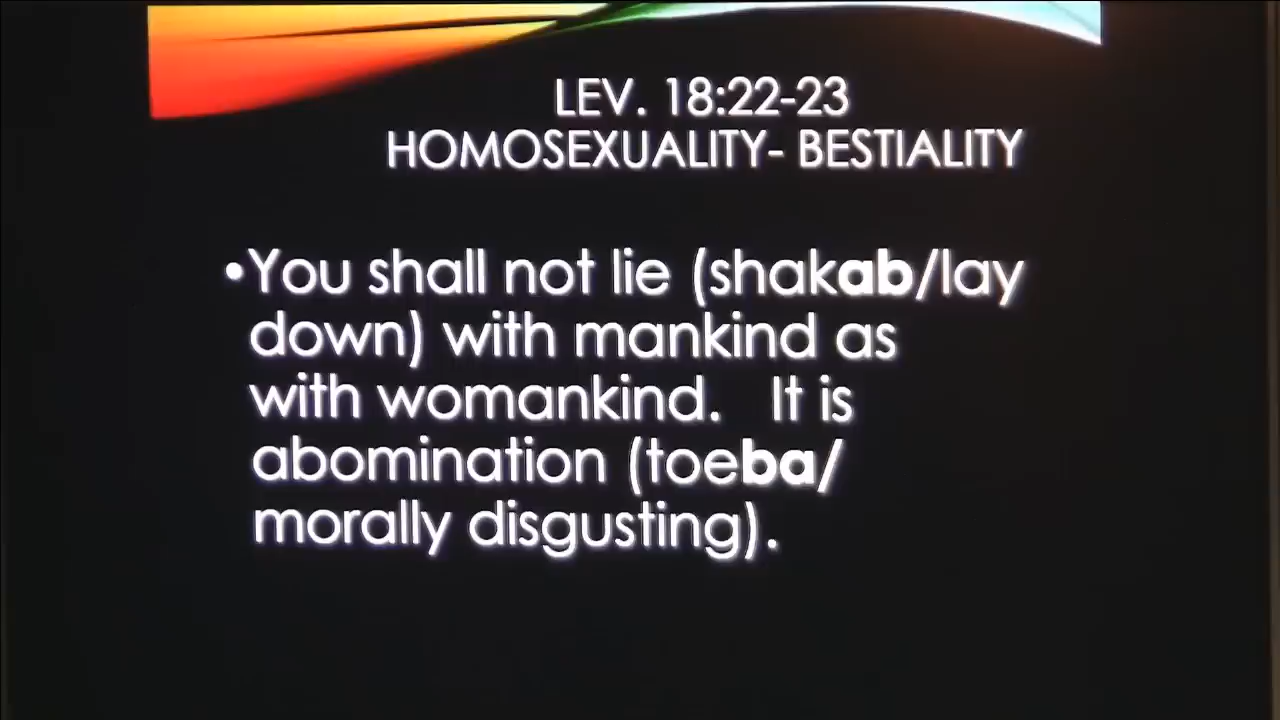 LEV. 18:22-23
HOMOSEXUALITY- BESTIALITY
•You shall not lie (shakab/lay
down) with mankind as
with womankind. It is
abomination (toeba/
morally disgusting).